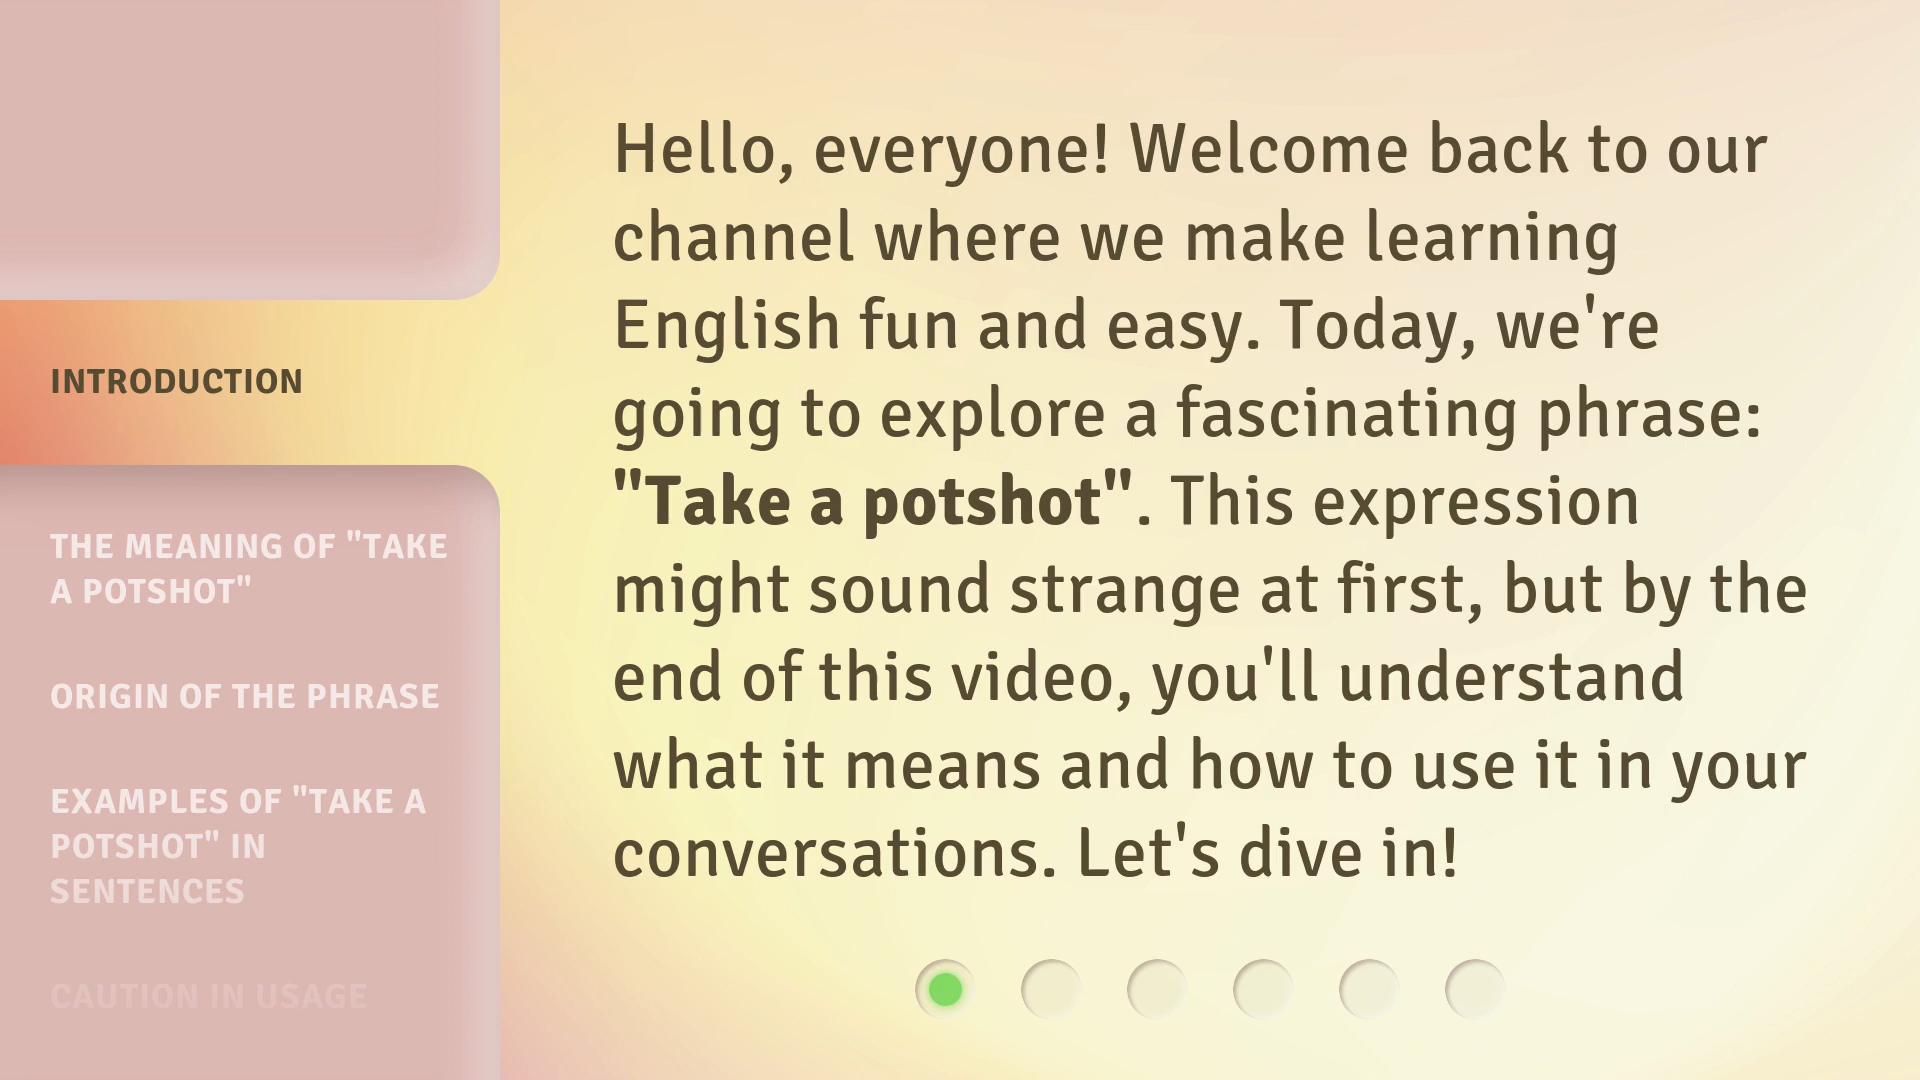 INTRODUCTION
THE MEANING OF "TAKE
A POTSHOT"
ORIGIN OF THE PHRASE
EXAMPLES OF "TAKE A
POTSHOT" IN
SENTENCES
CAUTION IN USAGE
Hello, everyone! Welcome back to our
channel where we make learning
English fun and easy. Today, we're
going to explore a fascinating phrase:
"Take a potshot". This expression
might sound strange at first, but by the
end of this video, you'll understand
what it means and how to use it in your
conversations. Let's dive in!